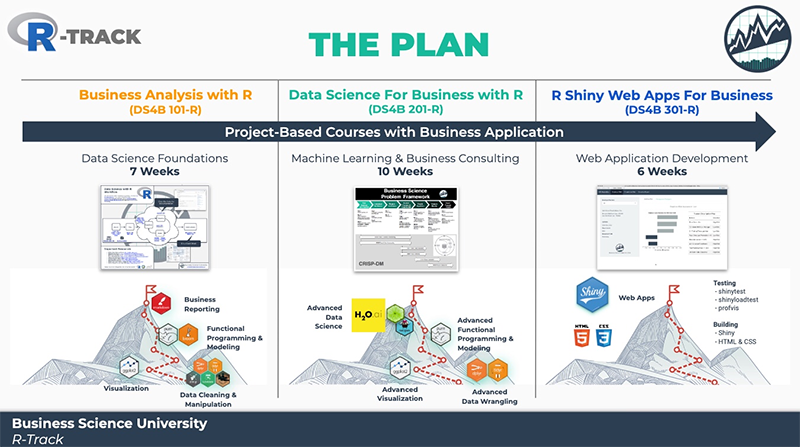 R-TRACK
THE PLAN
Business Analysis with R
(DS4B 101-R)
Data Science For Business with R
(DS4B 201-R)
R Shiny Web Apps For Business
(DS4B 301-R)
Project-Based Courses with Business Application
Data Science Foundations
7 Weeks
Machine Learning & Business Consulting
10 Weeks
Web Application Development
6 Weeks
Business Science
Problem Framework
CRISP-DM
Business
Reporting
Functional
Programming &
Modeling
Visualization
Data Cleaning &
Manipulation
Advanced
Data
Science
H2O.ai
Advanced
Functional
Programming &
Modeling
Advanced
Visualization
Advanced
Data Wrangling
Shiny
Web Apps
HTML
CSS
Testing
- shinytest
- shinyloadtest
- profvis
Building
- Shiny
- HTML & CSS
Business Science University
R-Track